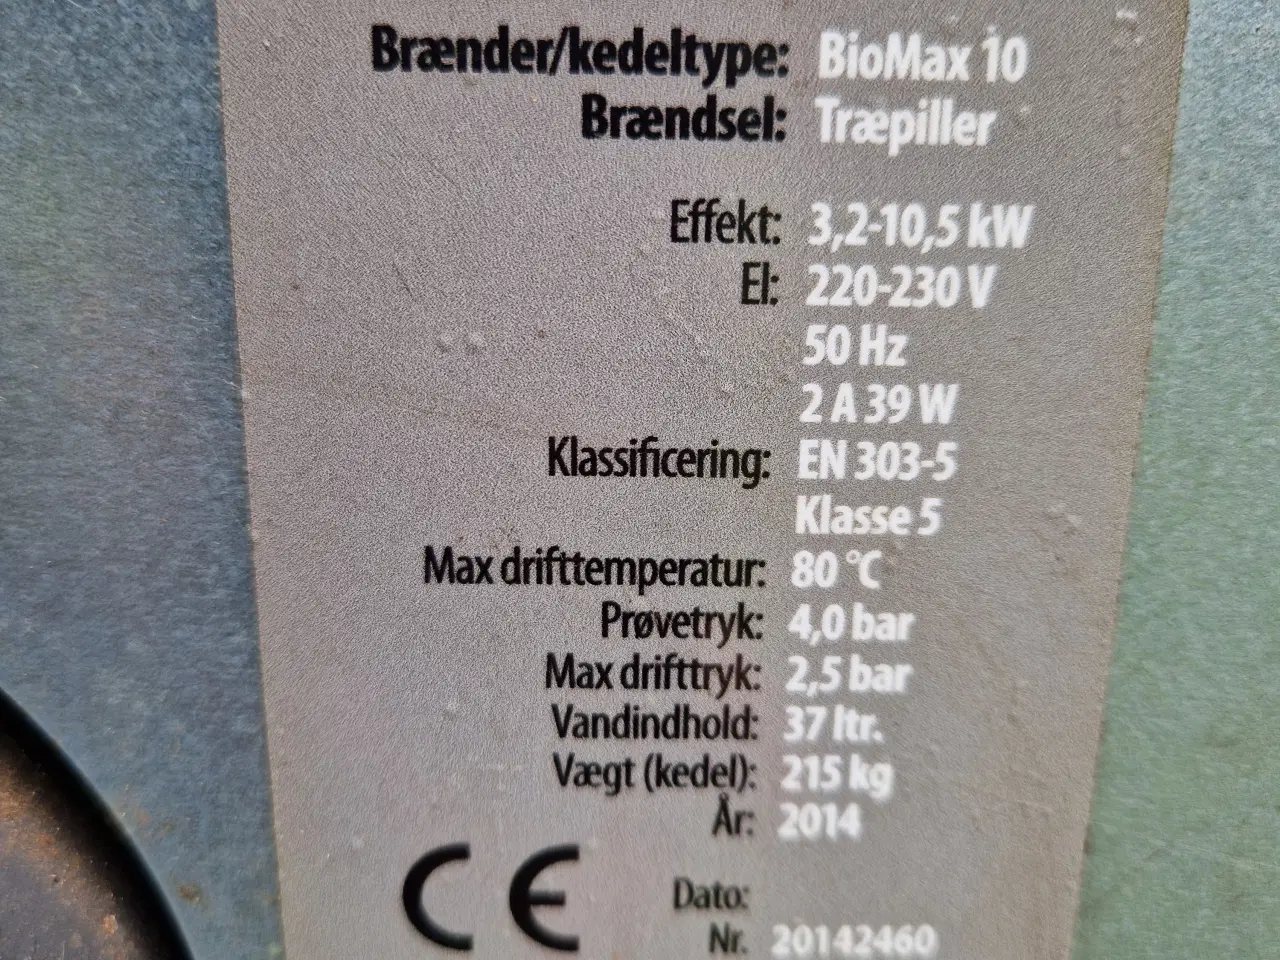 Brænder/kedeltype: BioMax 10
Brændsel: Træpiller
Effekt: 3,2-10,5 kW
El: 220-230 V
50 Hz
2 A 39 W
Klassificering: EN 303-5
Klasse 5
Max drifttemperatur: 80 °C
Prøvetryk: 4,0 bar
Max drifttryk: 2,5 bar
Vandindhold: 37 ltr.
Vægt (kedel): 215 kg
År: 2014
CE
Dato:
Nr. 20142460